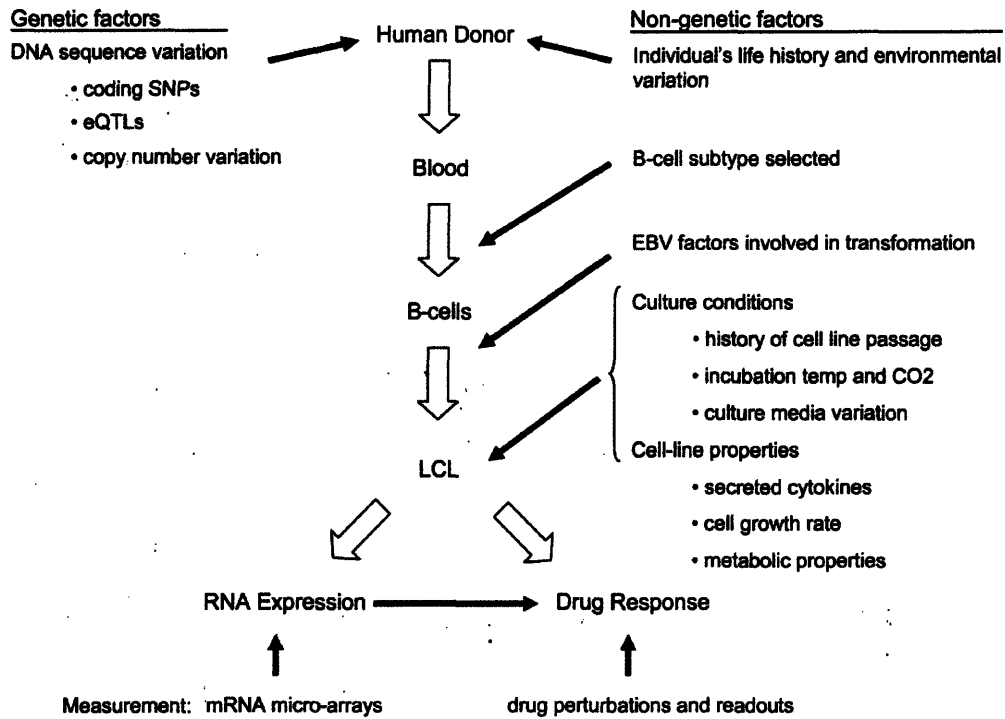 Genetic factors
DNA sequence variation
• coding SNPs
• eQTLs
• copy number variation
Human Donor
Blood
B-cells
LCL
Non-genetic factors
Individual's life history and environmental
variation
B-cell subtype selected
EBV factors involved in transformation
Culture conditions
• history of cell line passage
• incubation temp and CO2
• culture media variation
Cell-line properties
• secreted cytokines
• cell growth rate
• metabolic properties
RNA Expression
Drug Response
Measurement: mRNA micro-arrays
drug perturbations and readouts